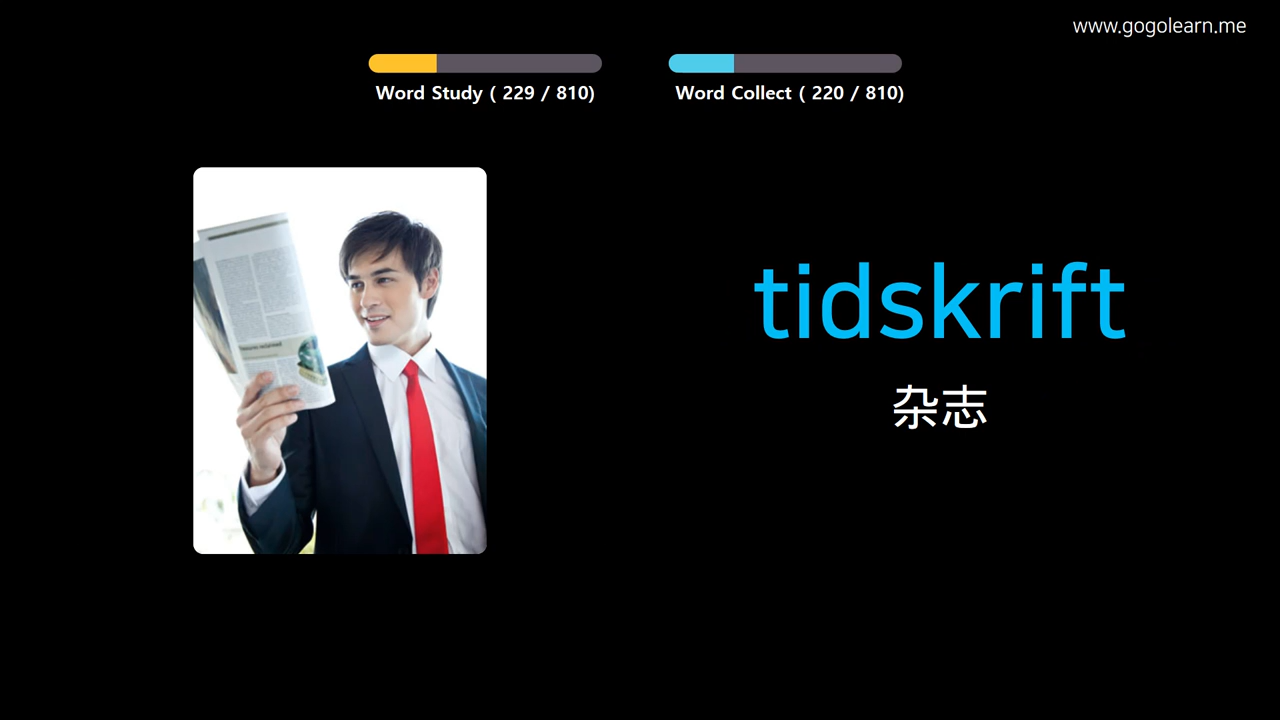 www.gogolearn.me
Word Study ( 229 / 810)
Word Collect ( 220 / 810)
tidskrift
杂志